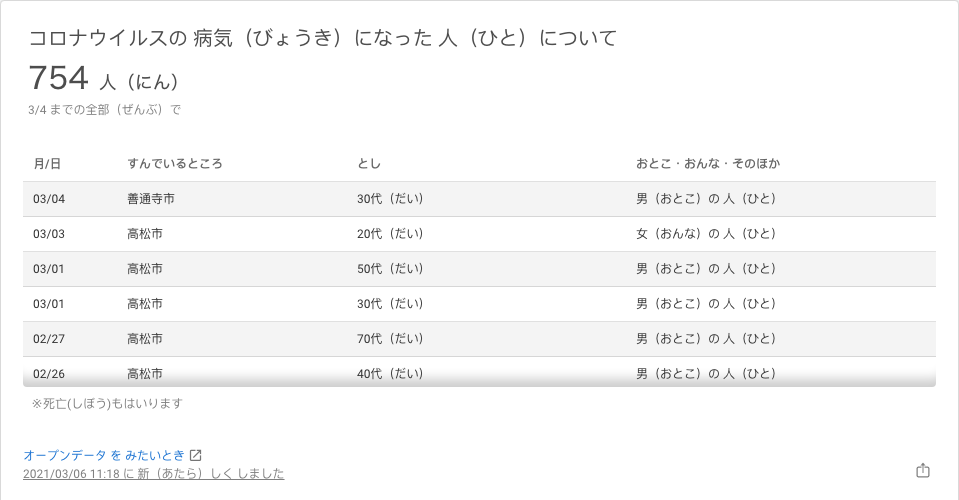 コロナウイルスの 病気（びょうき）になった 人（ひと）について
754 人（にん）
3/4 までの全部（ぜんぶ）で
月/日 すんでいるところ とし おとこ・おんな・そのほか
03/04 善通寺市 30代（だい） 男（おとこ）の 人（ひと）
03/03 高松市 20代（だい） 女（おんな）の 人（ひと）
03/01 高松市 50代（だい） 男（おとこ）の 人（ひと）
03/01 高松市 30代（だい） 男（おとこ）の 人（ひと）
02/27 高松市 70代（だい） 男（おとこ）の 人（ひと）
02/26 高松市 40代（だい） 男（おとこ）の 人（ひと）
※死亡(しぼう)もはいります
オープンデータ を みたいとき
2021/03/06 11:18 に 新（あたら）しく しました